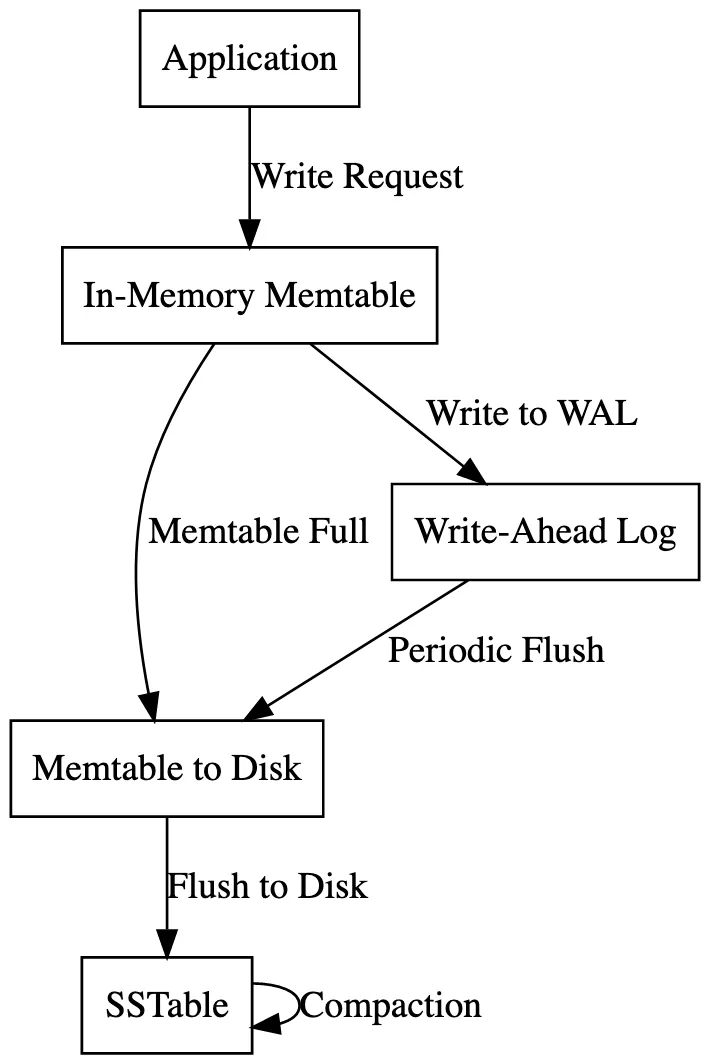 Application
Write Request
In-Memory Memtable
Write to WAL
Memtable Full
Write-Ahead Log
Periodic Flush
Memtable to Disk
Flush to Disk
SSTable
Compaction